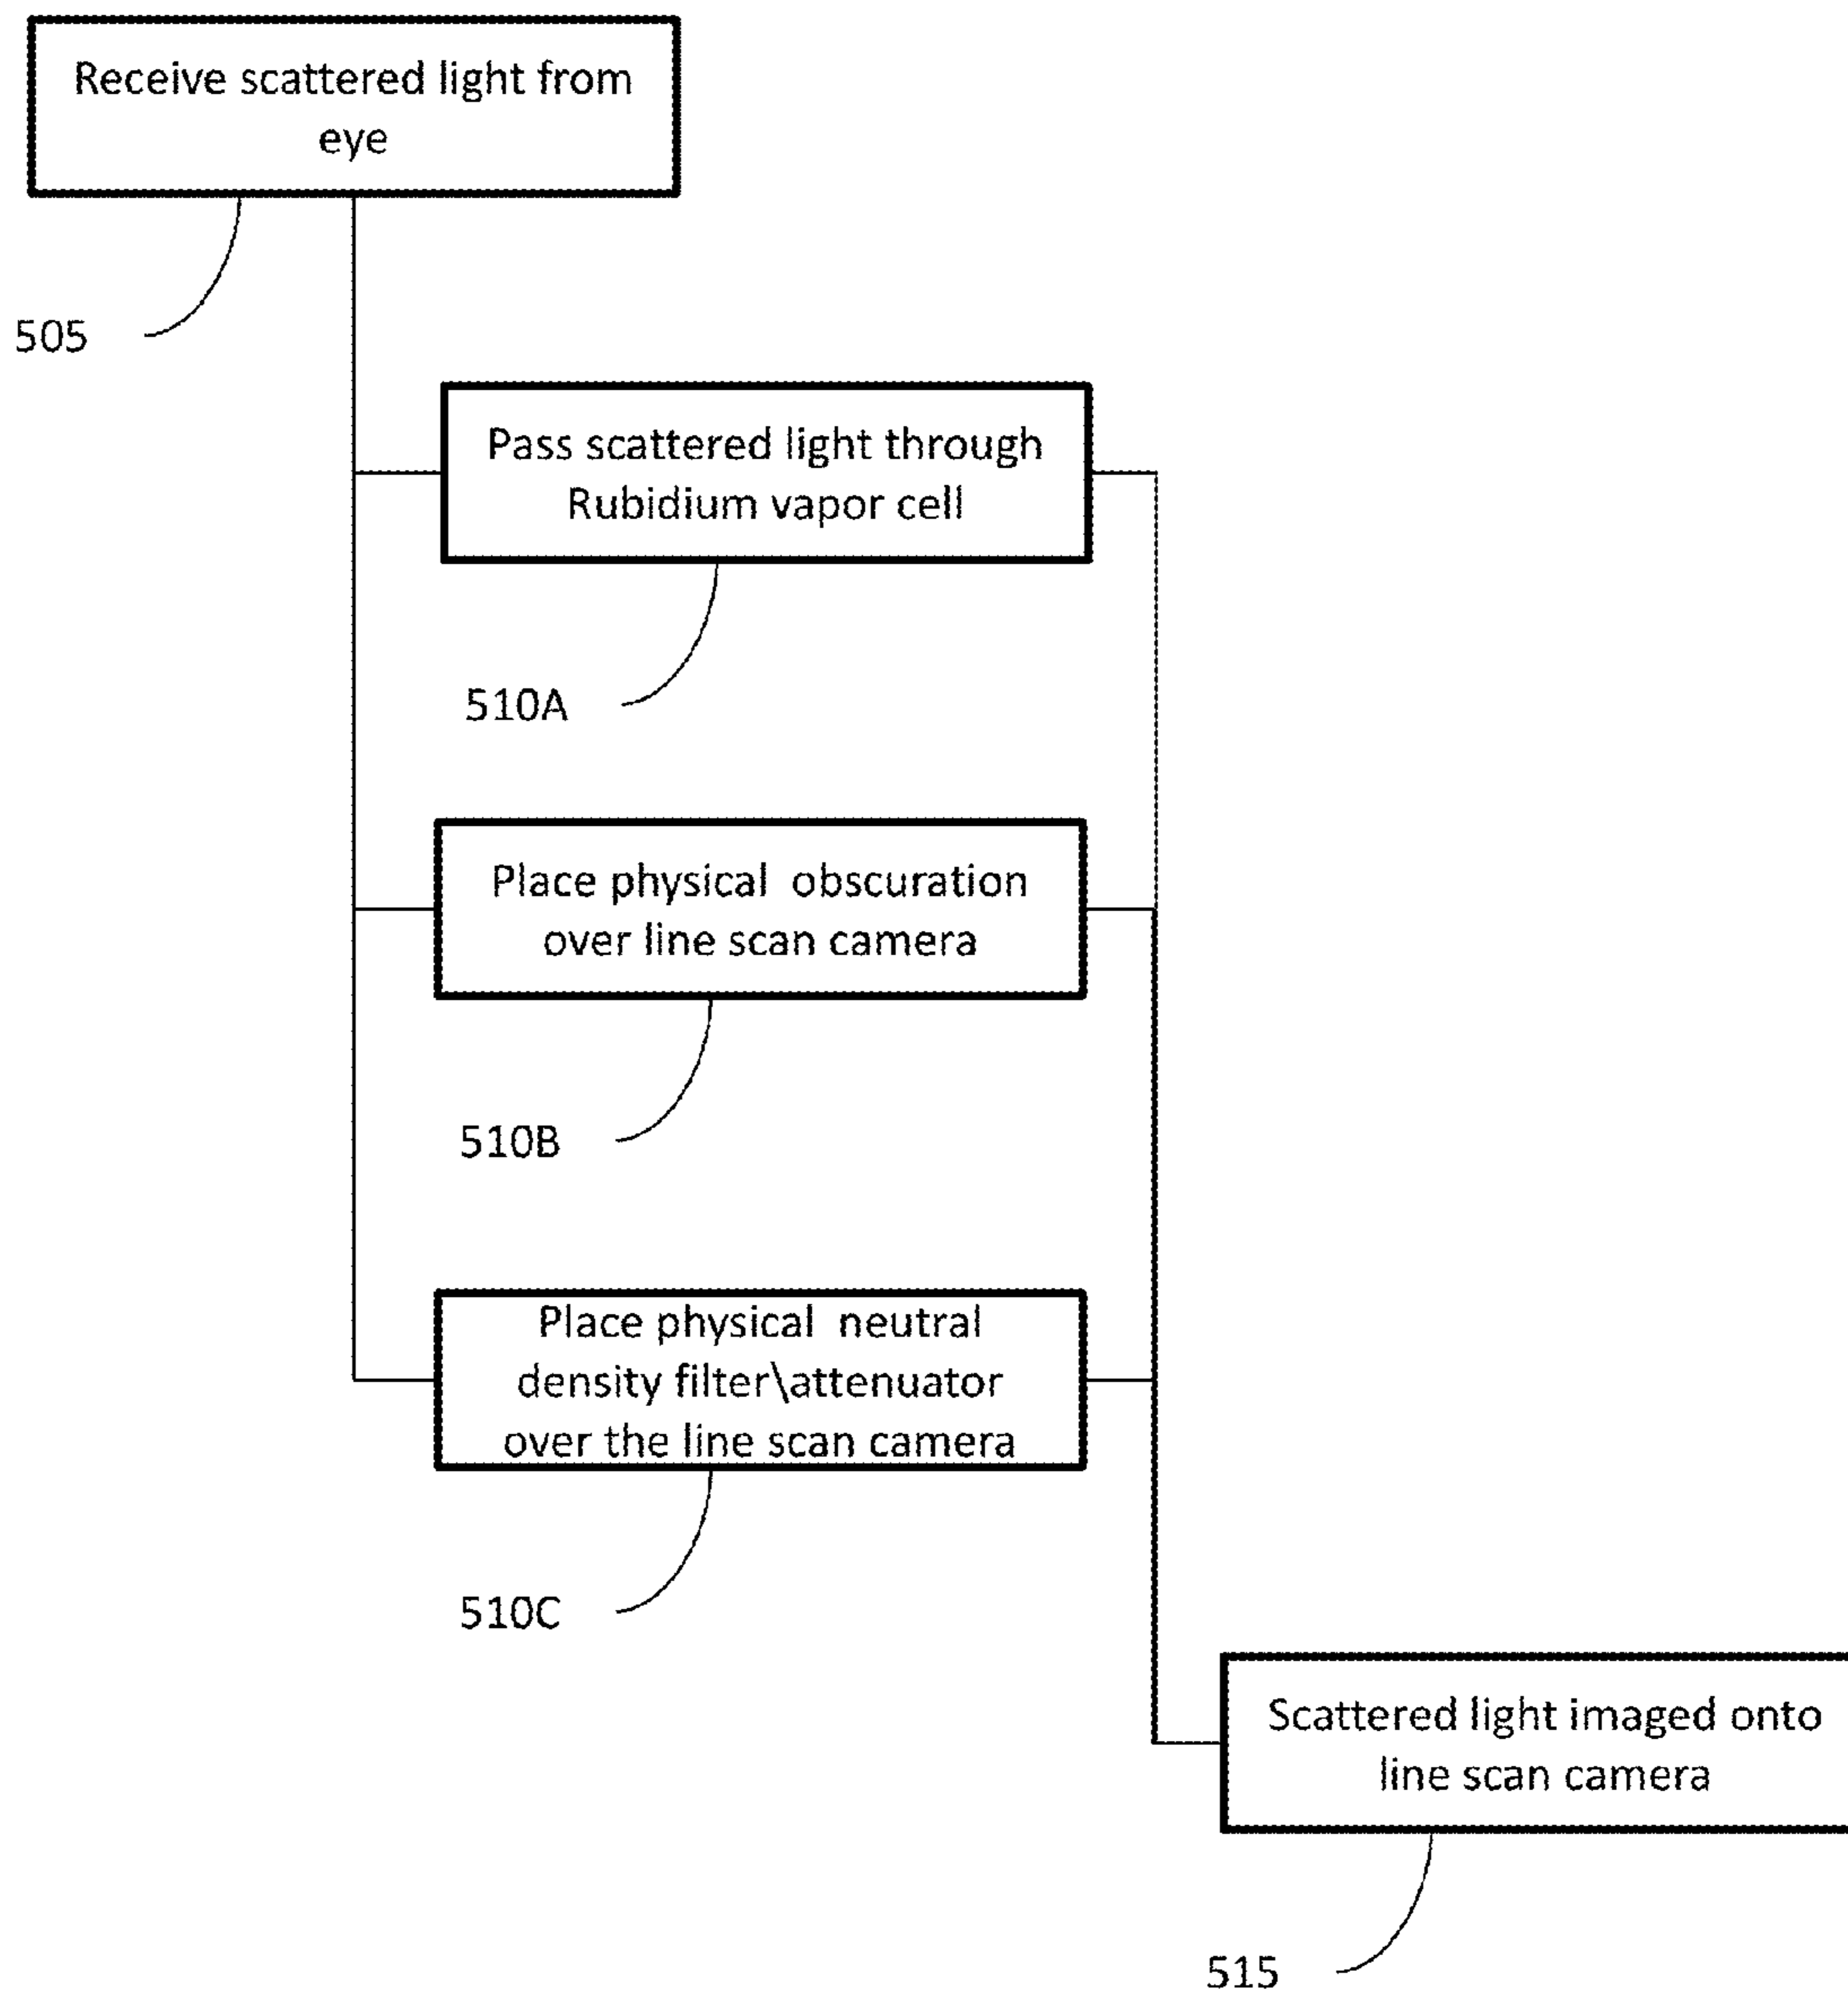 Receive scattered light from
eye
505
Pass scattered light through
Rubidium vapor cell
510A
Place physical obscuration
over line scan camera
510B
Place physical neutral
density filter\attenuator
over the line scan camera
510C
Scattered light imaged onto
line scan camera
515